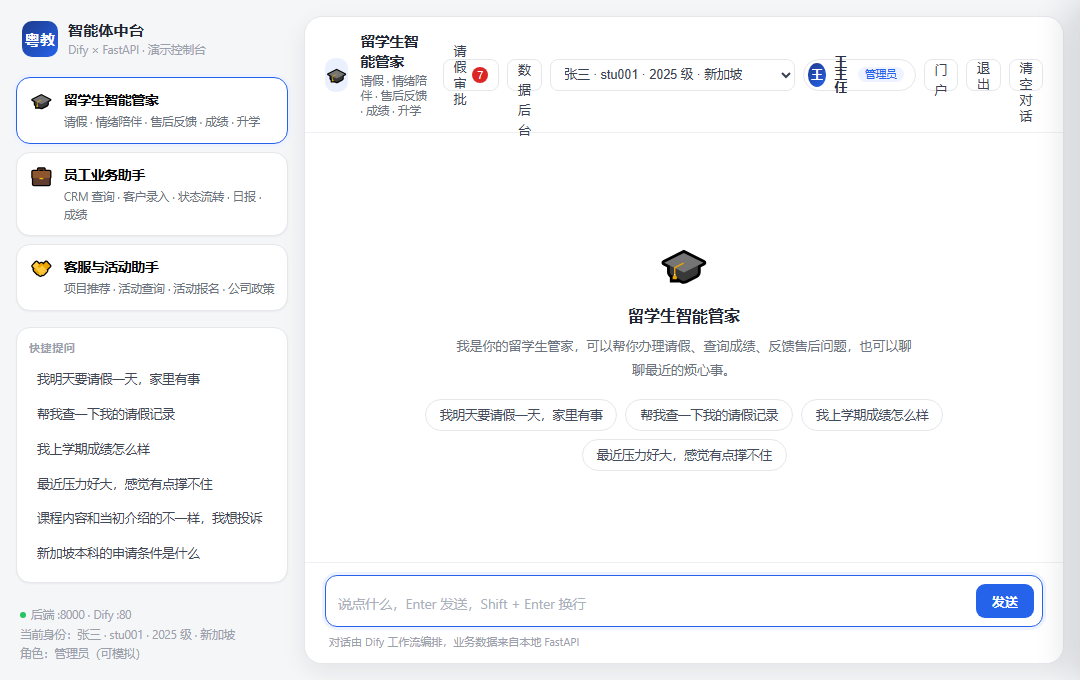 粤教
智能体中台
Dify × FastAPI · 演示控制台
留学生智能管家
请假 · 情绪陪伴 · 售后反馈 · 成绩 · 升学
员工业务助手
CRM 查询 · 客户录入 · 状态流转 · 日报 ·
成绩
客服与活动助手
项目推荐 · 活动查询 · 活动报名 · 公司政策
快捷提问
我明天要请假一天，家里有事
帮我查一下我的请假记录
我上学期成绩怎么样
最近压力好大，感觉有点撑不住
课程内容和当初介绍的不一样，我想投诉
新加坡本科的申请条件是什么
后端 :8000 · Dify :80
当前身份：张三 · stu001 · 2025 级 · 新加坡
角色：管理员（可模拟）
留学生智
能管家
请假 · 情绪陪
伴 · 售后反馈
· 成绩 · 升学
请假审批
7
数据后台
张三 · stu001 · 2025 级 · 新加坡
王
王主任
管理员
门户
退出
清空对话
留学生智能管家
我是你的留学生管家，可以帮你办理请假、查询成绩、反馈售后问题，也可以聊
聊最近的烦心事。
我明天要请假一天，家里有事
帮我查一下我的请假记录
我上学期成绩怎么样
最近压力好大，感觉有点撑不住
说点什么，Enter 发送，Shift + Enter 换行
发送
对话由 Dify 工作流编排，业务数据来自本地 FastAPI